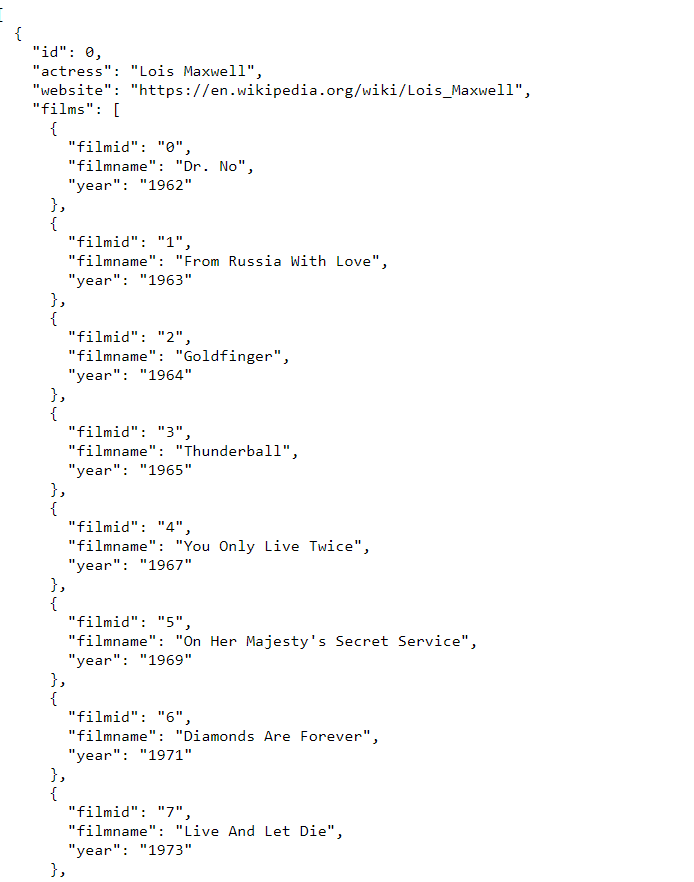 [
  {
    "id": 0,
    "actress": "Lois Maxwell",
    "website": "https://en.wikipedia.org/wiki/Lois_Maxwell",
    "films": [
      {
        "filmid": "0",
        "filmname": "Dr. No",
        "year": "1962"
      },
      {
        "filmid": "1",
        "filmname": "From Russia With Love",
        "year": "1963"
      },
      {
        "filmid": "2",
        "filmname": "Goldfinger",
        "year": "1964"
      },
      {
        "filmid": "3",
        "filmname": "Thunderball",
        "year": "1965"
      },
      {
        "filmid": "4",
        "filmname": "You Only Live Twice",
        "year": "1967"
      },
      {
        "filmid": "5",
        "filmname": "On Her Majesty's Secret Service",
        "year": "1969"
      },
      {
        "filmid": "6",
        "filmname": "Diamonds Are Forever",
        "year": "1971"
      },
      {
        "filmid": "7",
        "filmname": "Live And Let Die",
        "year": "1973"
      },